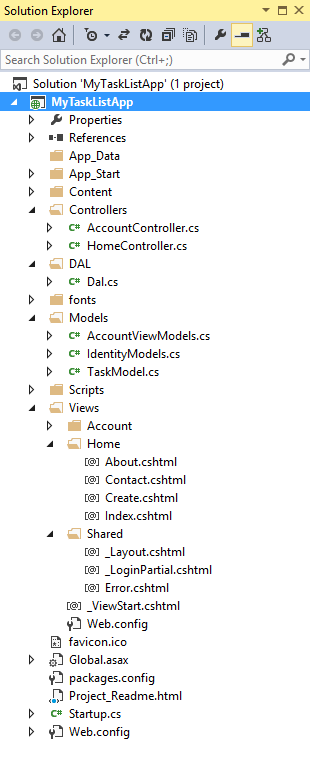 Solution Explorer
Search Solution Explorer (Ctrl+;)
Solution 'MyTaskListApp' (1 project)
MyTaskListApp
Properties
References
App_Data
App_Start
Content
Controllers
C# AccountController.cs
C# HomeController.cs
DAL
C# Dal.cs
fonts
Models
C# AccountViewModels.cs
C# IdentityModels.cs
C# TaskModel.cs
Scripts
Views
Account
Home
[@] About.cshtml
[@] Contact.cshtml
[@] Create.cshtml
[@] Index.cshtml
Shared
[@] _Layout.cshtml
[@] _LoginPartial.cshtml
[@] Error.cshtml
[@] _ViewStart.cshtml
Web.config
favicon.ico
Global.asax
packages.config
Project_Readme.html
C# Startup.cs
Web.config